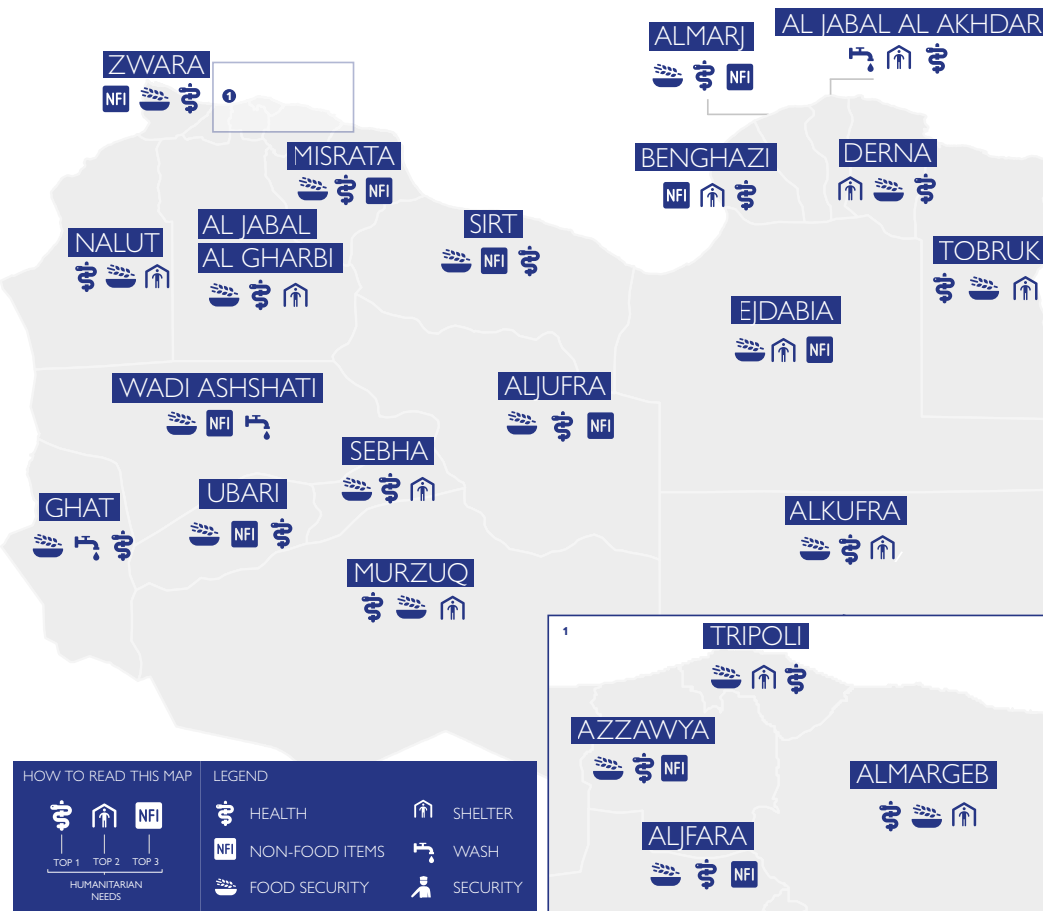 ZWARA
NFI
1
ALMARJ
NFI
AL JABAL AL AKHDAR
MISRATA
NFI
BENGHAZI
NFI
DERNA
NALUT
AL JABAL
AL GHARBI
SIRT
NFI
TOBRUK
EJDABIA
NFI
WADI ASHSHATI
NFI
ALJUFRA
NFI
SEBHA
GHAT
UBARI
NFI
ALKUFRA
MURZUQ
1
TRIPOLI
AZZAWYA
NFI
ALMARGEB
ALJFARA
NFI
HOW TO READ THIS MAP
NFI
TOP 1 TOP 2 TOP 3
HUMANITARIAN
NEEDS
LEGEND
HEALTH
NFI NON-FOOD ITEMS
FOOD SECURITY
SHELTER
WASH
SECURITY